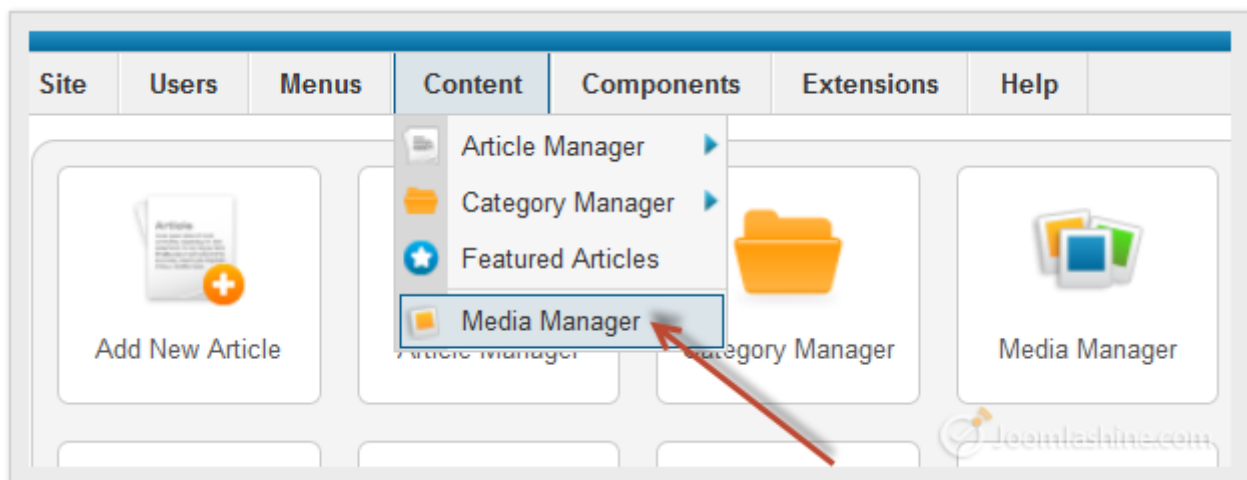 Site Users Menus Content Components Extensions Help
Article Manager
Category Manager
Featured Articles
Media Manager
Article
Add New Article
Article Manager
Category Manager
Media Manager
Joomlashine.com